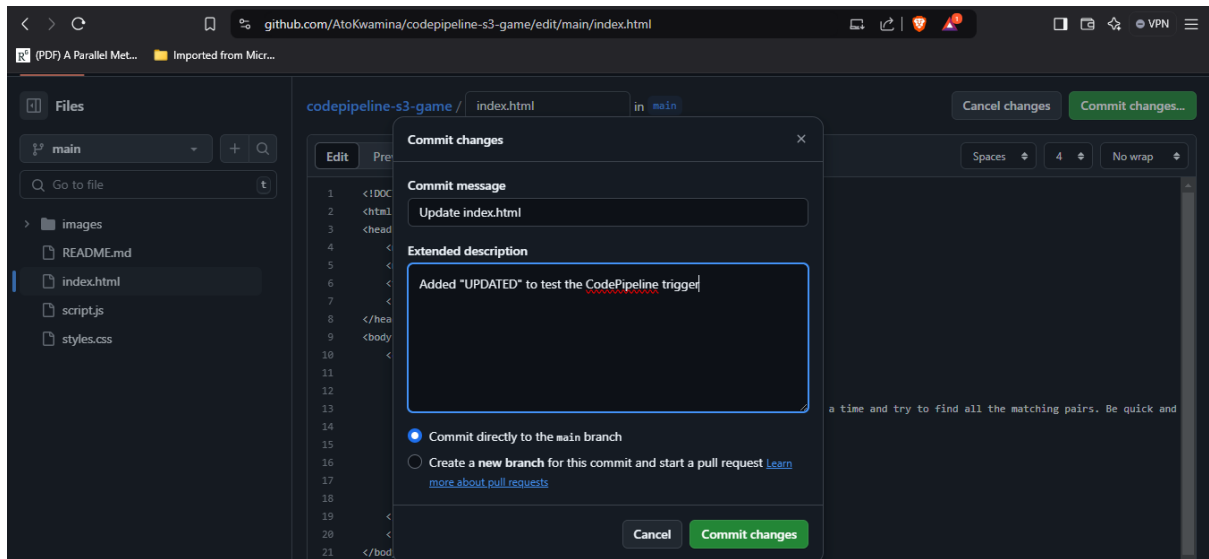 github.com/AtoKwamina/codepipeline-s3-game/edit/main/index.html
VPN
R⁶ (PDF) A Parallel Met...
Imported from Micr...
Files
codepipeline-s3-game / index.html in main
Cancel changes
Commit changes...
main
Edit
Pre
Spaces
4
No wrap
Go to file
t
images
README.md
index.html
script.js
styles.css
1 <!DOC
2 <html
3 <head
4 <
5 <
6 <
7 <
8 </hea
9 <body
10 <
11
12
13 a time and try to find all the matching pairs. Be quick and
14
15
16
17
18
19 <
20 <
21 </bod
Commit changes
Commit message
Update index.html
Extended description
Added "UPDATED" to test the CodePipeline trigger
Commit directly to the main branch
Create a new branch for this commit and start a pull request Learn
more about pull requests
Cancel
Commit changes